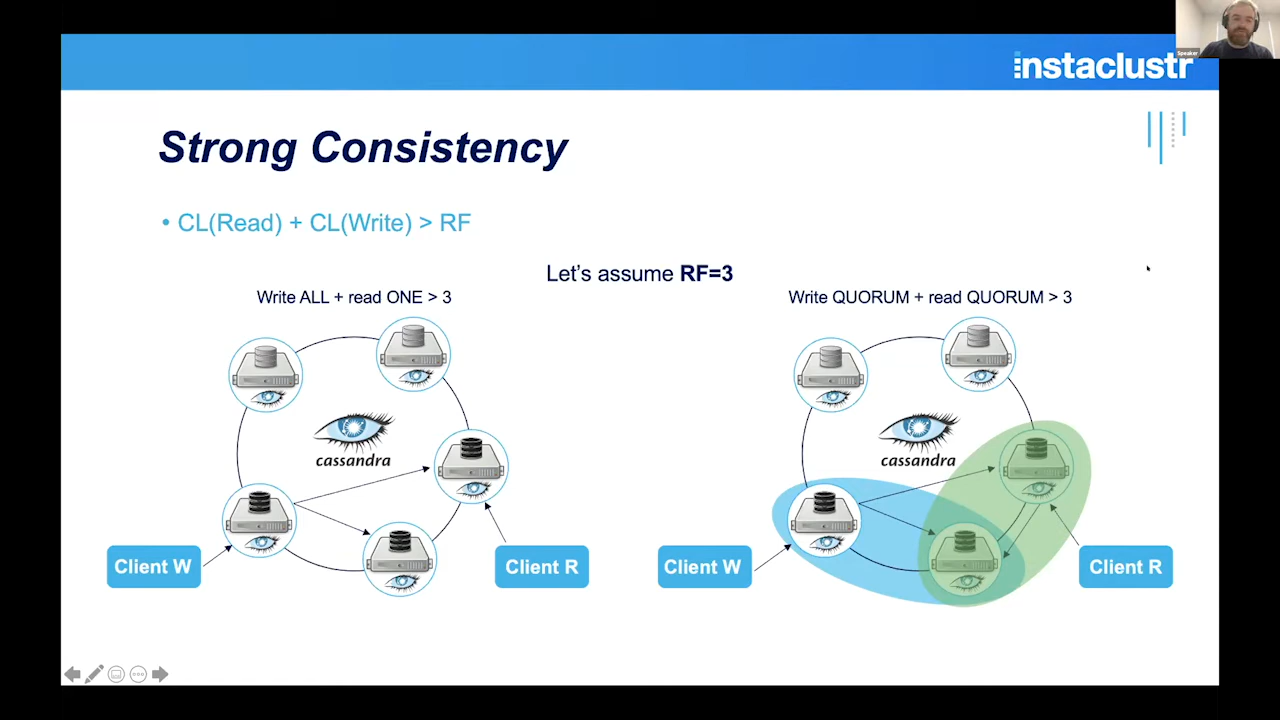 Speaker
instaclustr
Strong Consistency
• CL(Read) + CL(Write) > RF
Let's assume RF=3
Write ALL + read ONE > 3
cassandra
Client W
Client R
Write QUORUM + read QUORUM > 3
cassandra
Client W
Client R